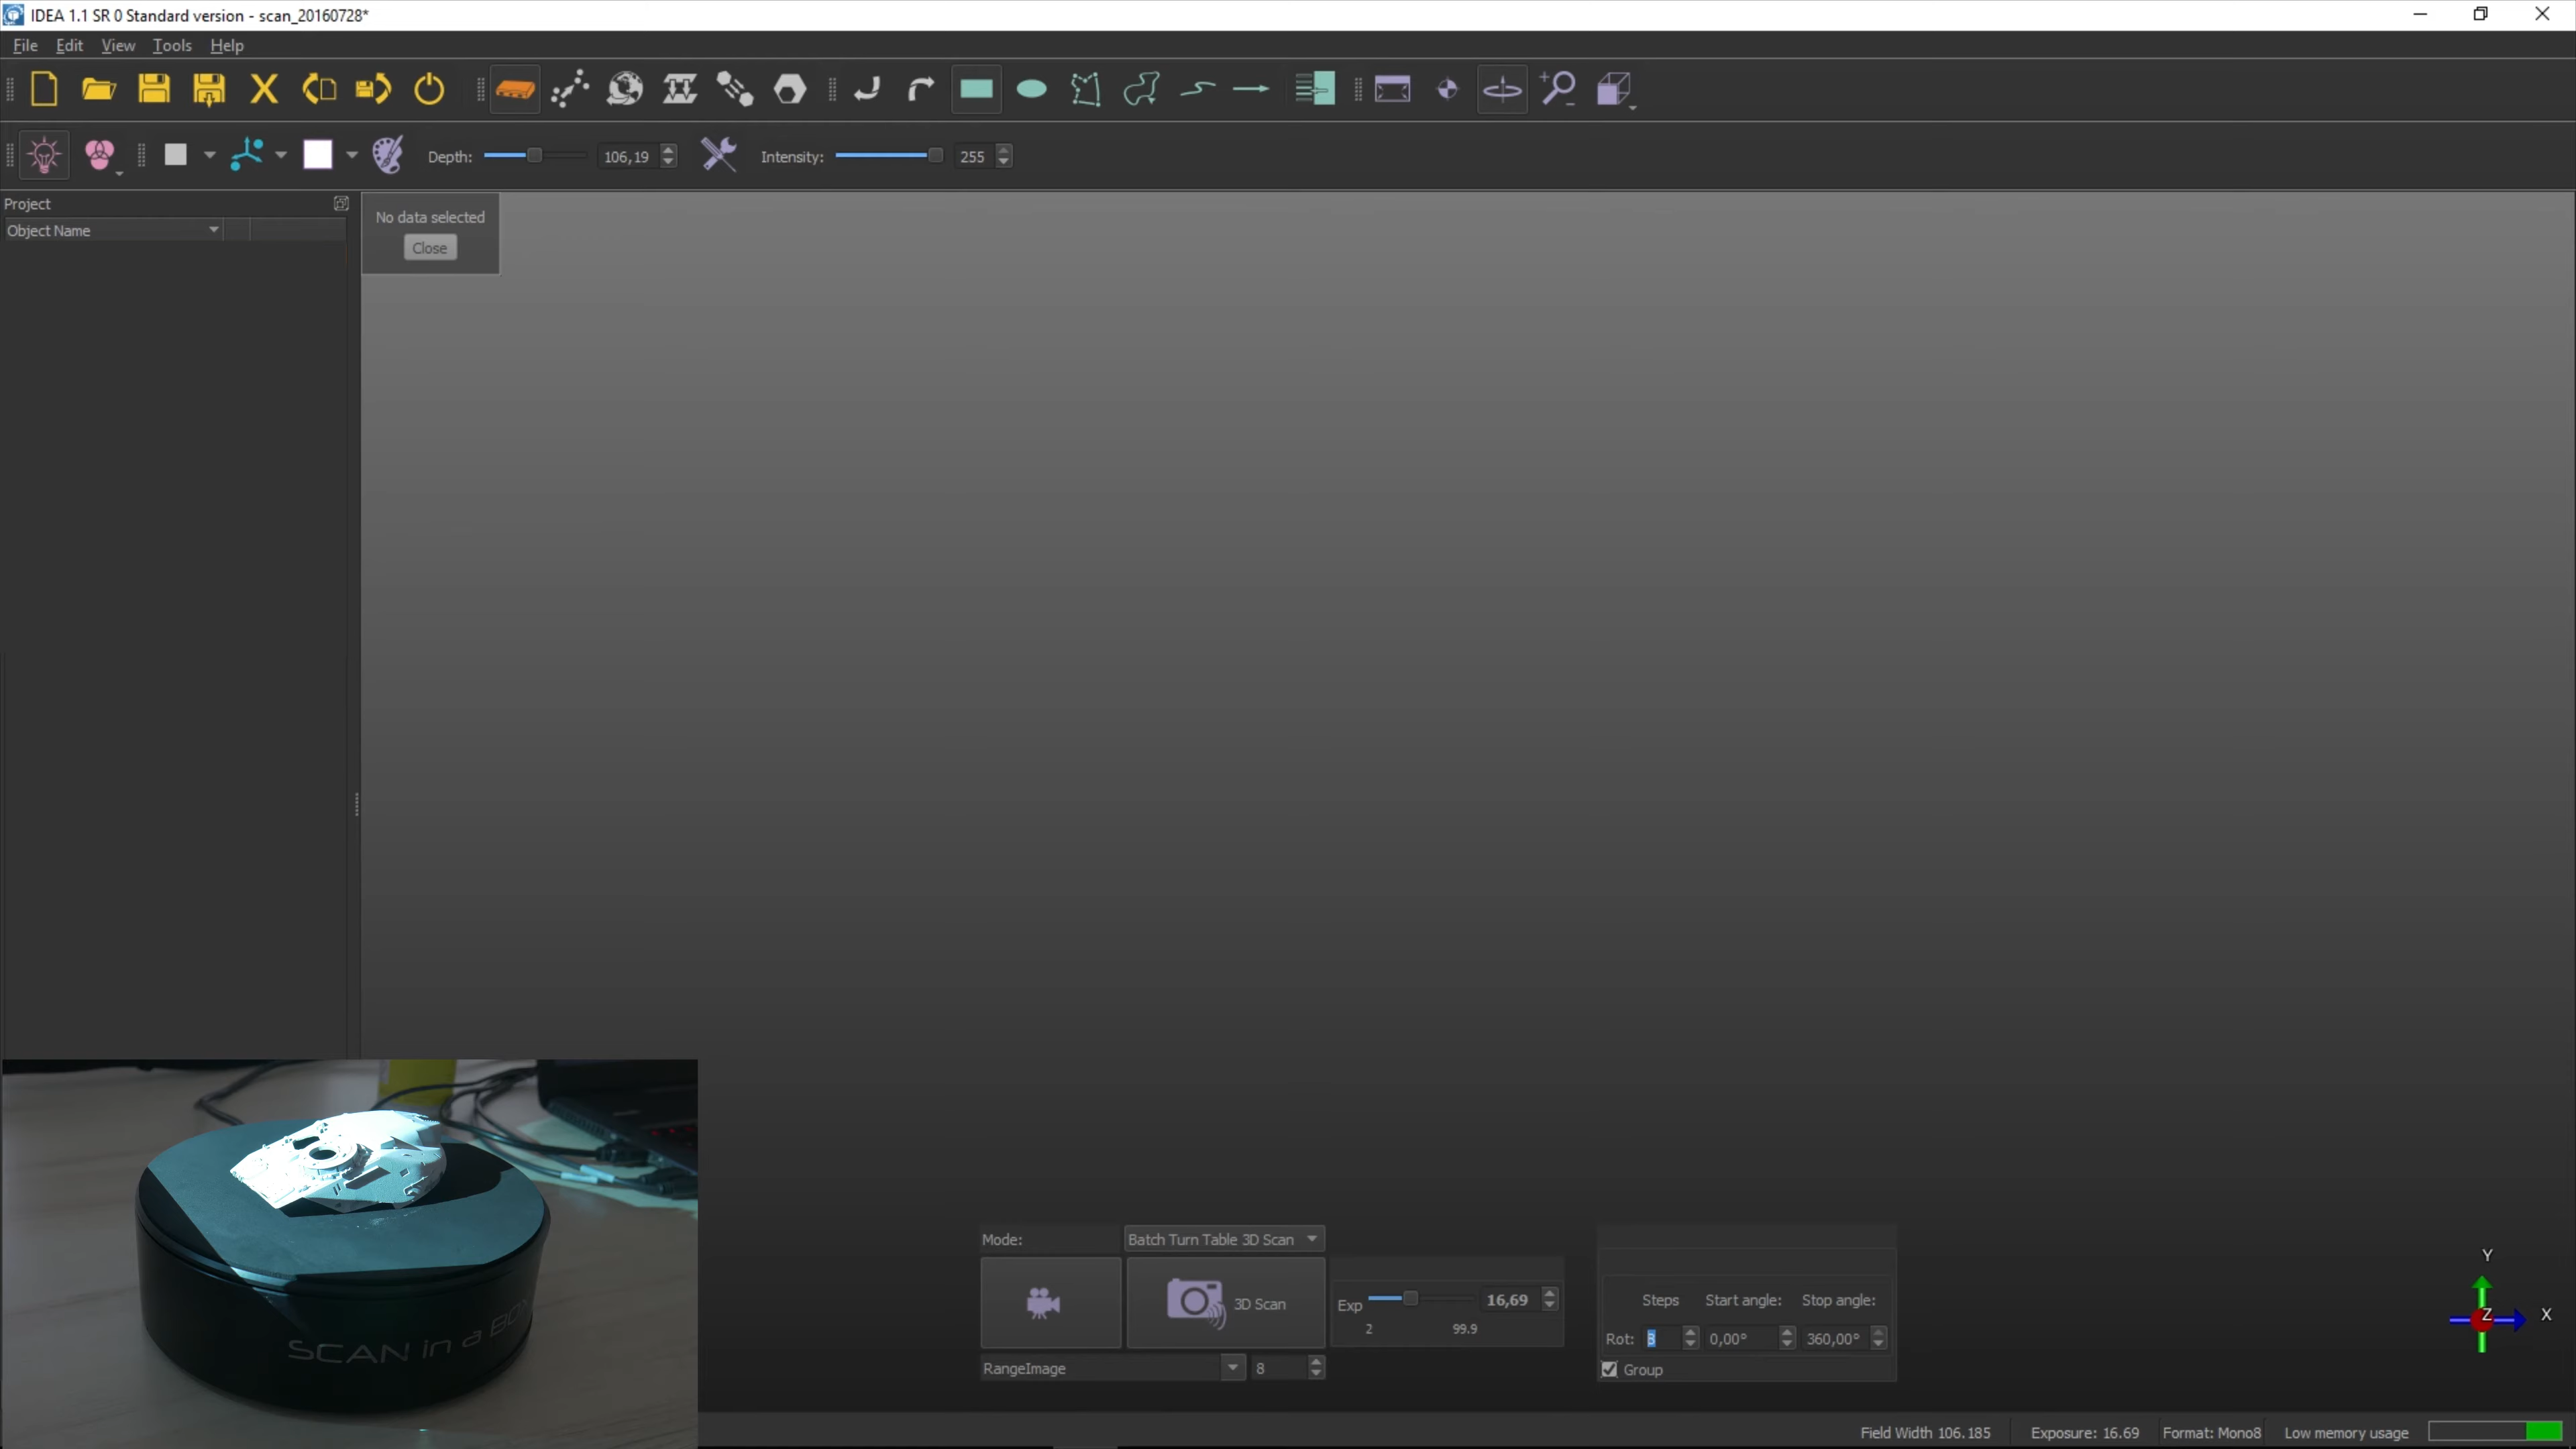 IDEA 1.1 SR 0 Standard version - scan_20160728*
File Edit View Tools Help
Depth: 106,19 Intensity: 255
Project
Object Name
No data selected
Close
Mode: Batch Turn Table 3D Scan
3D Scan
Exp 16,69
2 99.9
RangeImage 8
Steps Start angle: Stop angle:
Rot: 8 0,00° 360,00°
Group
Y
Z X
SCAN in a BOX
Field Width 106.185 Exposure: 16.69 Format: Mono8 Low memory usage